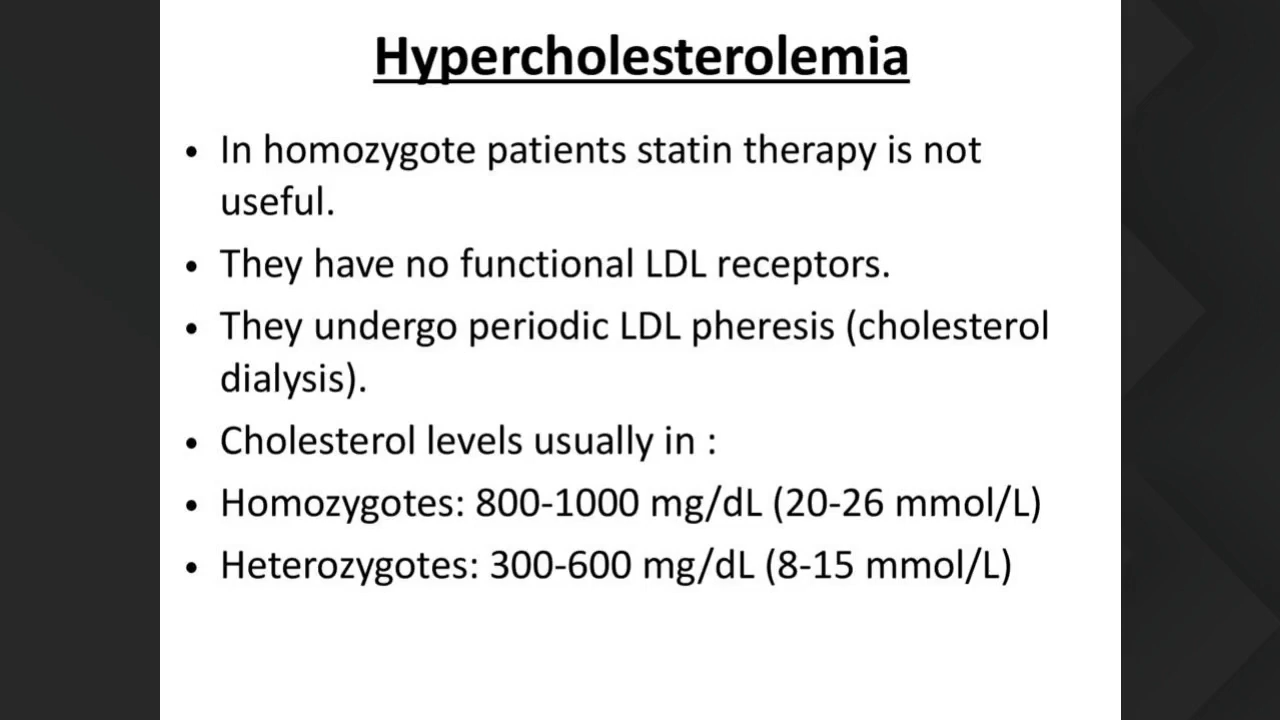 Hypercholesterolemia
• In homozygote patients statin therapy is not
useful.
• They have no functional LDL receptors.
• They undergo periodic LDL pheresis (cholesterol
dialysis).
• Cholesterol levels usually in :
• Homozygotes: 800-1000 mg/dL (20-26 mmol/L)
• Heterozygotes: 300-600 mg/dL (8-15 mmol/L)